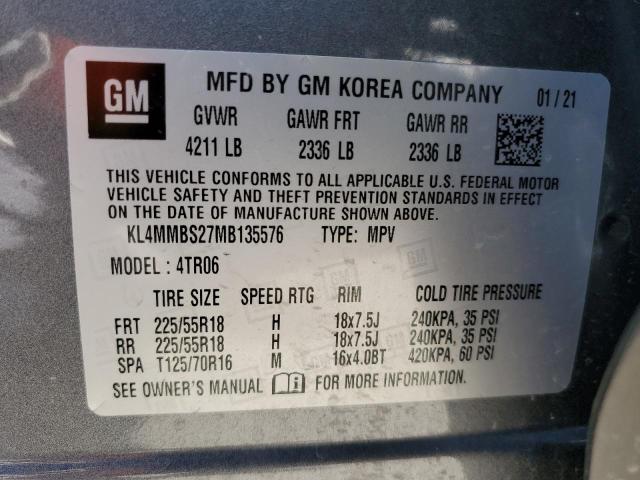 GM MFD BY GM KOREA COMPANY 01/21
GVWR GAWR FRT GAWR RR
4211 LB 2336 LB 2336 LB
THIS VEHICLE CONFORMS TO ALL APPLICABLE U.S. FEDERAL MOTOR
VEHICLE SAFETY AND THEFT PREVENTION STANDARDS IN EFFECT
ON THE DATE OF MANUFACTURE SHOWN ABOVE.
KL4MMBS27MB135576 TYPE: MPV
MODEL: 4TR06
TIRE SIZE SPEED RTG RIM COLD TIRE PRESSURE
FRT 225/55R18 H 18x7.5J 240KPA, 35 PSI
RR 225/55R18 H 18x7.5J 240KPA, 35 PSI
SPA T125/70R16 M 16x4.0BT 420KPA, 60 PSI
SEE OWNER'S MANUAL i FOR MORE INFORMATION.